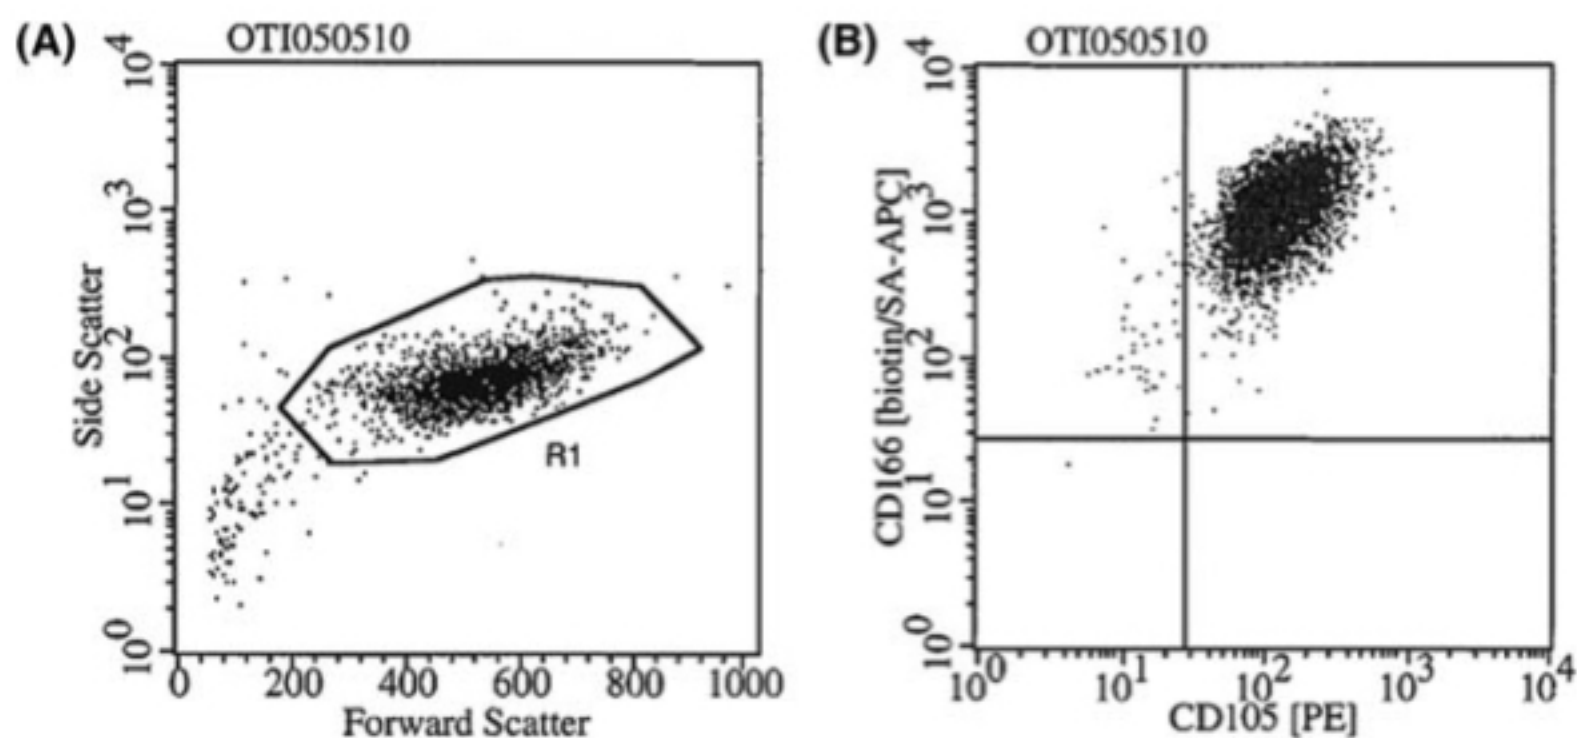 (A)
OTI050510
Side Scatter
10^4
10^3
10^2
10^1
10^0
R1
0 200 400 600 800 1000
Forward Scatter
(B)
OTI050510
CD166 [biotin/SA-APC]
10^4
10^3
10^2
10^1
10^0
10^0 10^1 10^2 10^3 10^4
CD105 [PE]